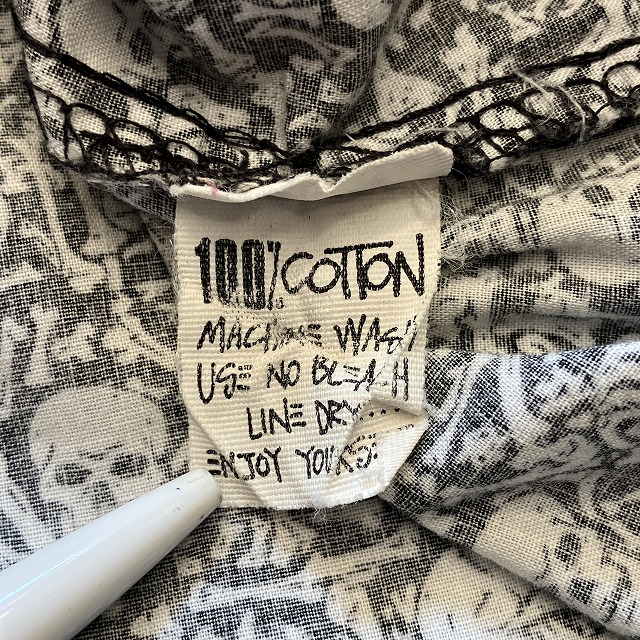 100% COTTON
MACHINE WASH
USE NO BLEACH
LINE DRY....
ENJOY